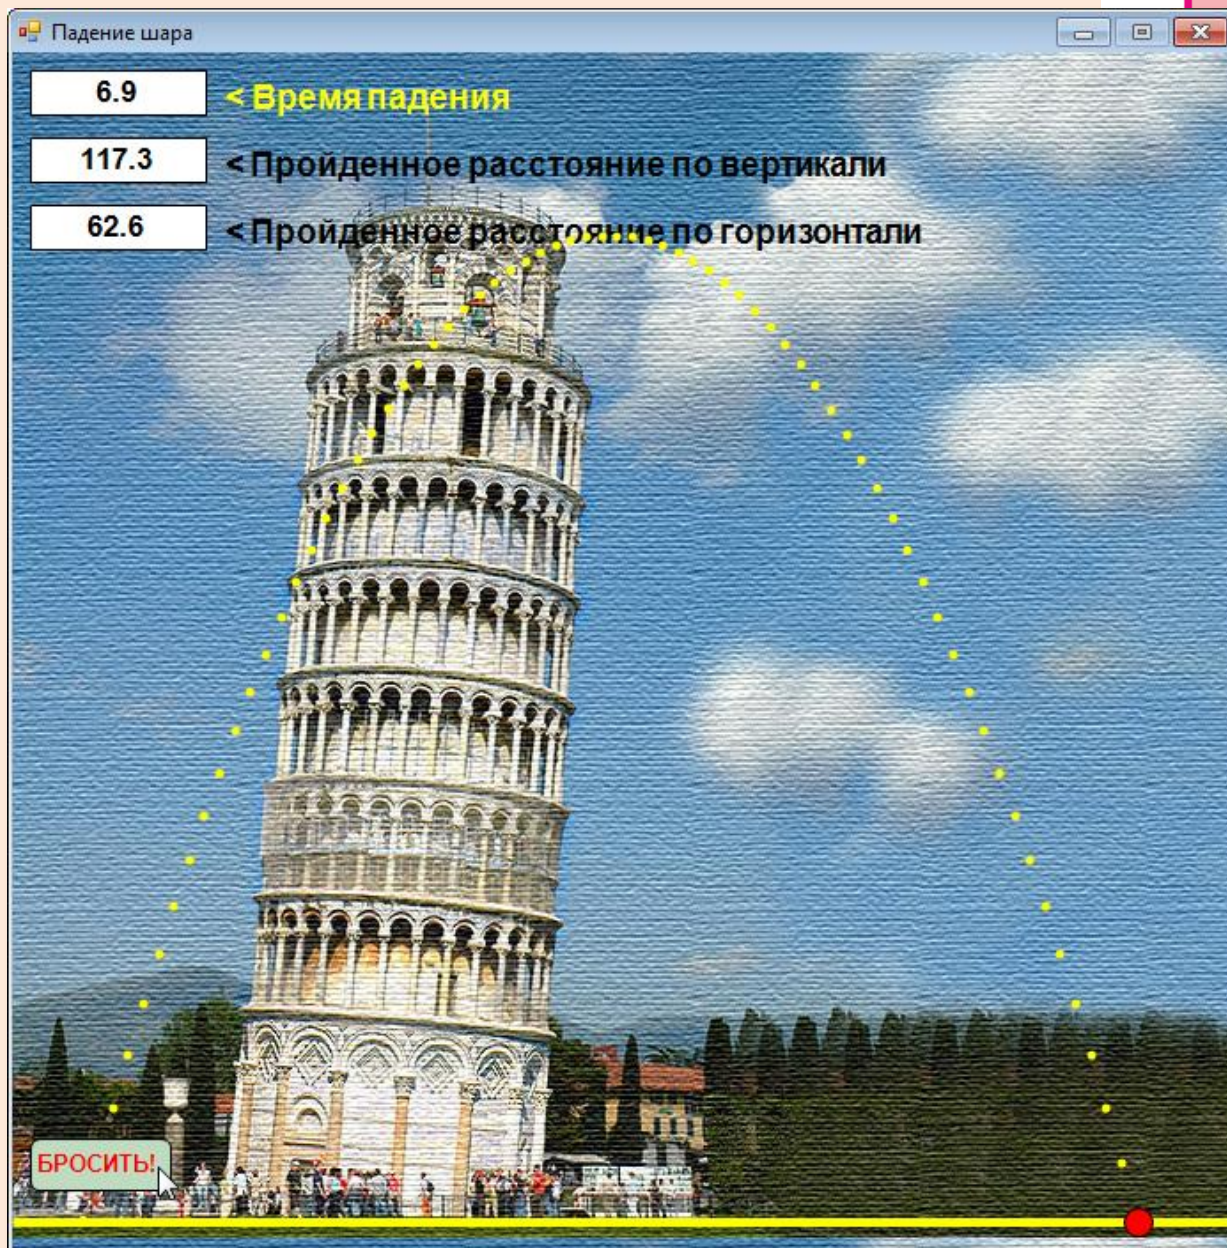 Падение шара
6.9 < Время падения
117.3 < Пройденное расстояние по вертикали
62.6 < Пройденное расстояние по горизонтали
БРОСИТЬ!